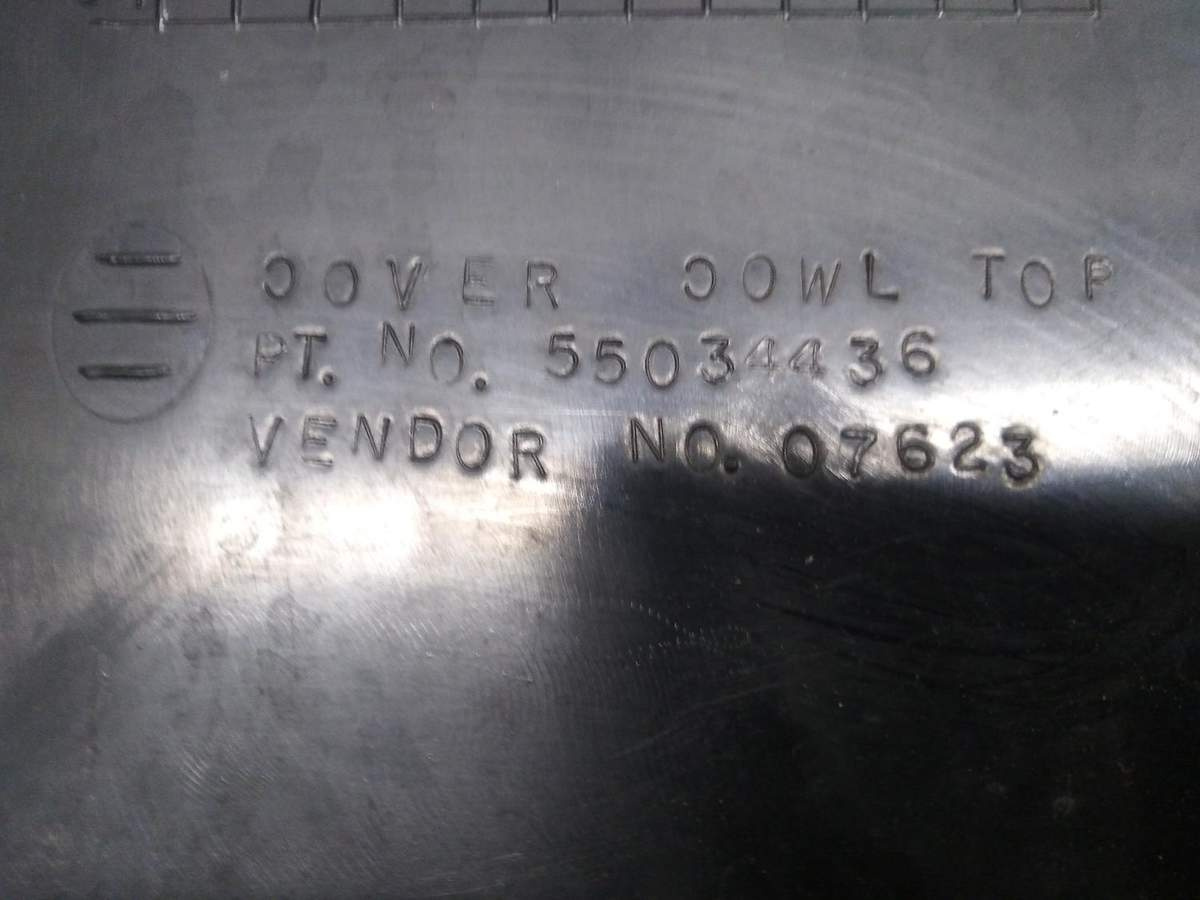 COVER COWL TOP
PT. NO. 55034436
VENDOR NO. 07623